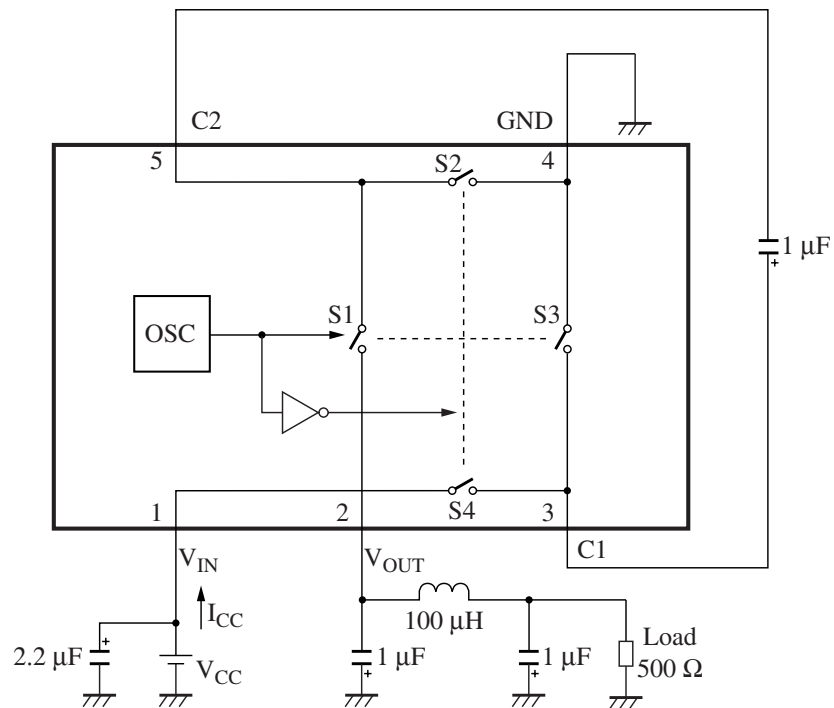 C2
GND
5
S2
4
1 µF
+
OSC
S1
S3
1
2
S4
3
V_IN
V_OUT
C1
I_CC
100 µH
2.2 µF
+
V_CC
1 µF
+
1 µF
+
Load
500 Ω